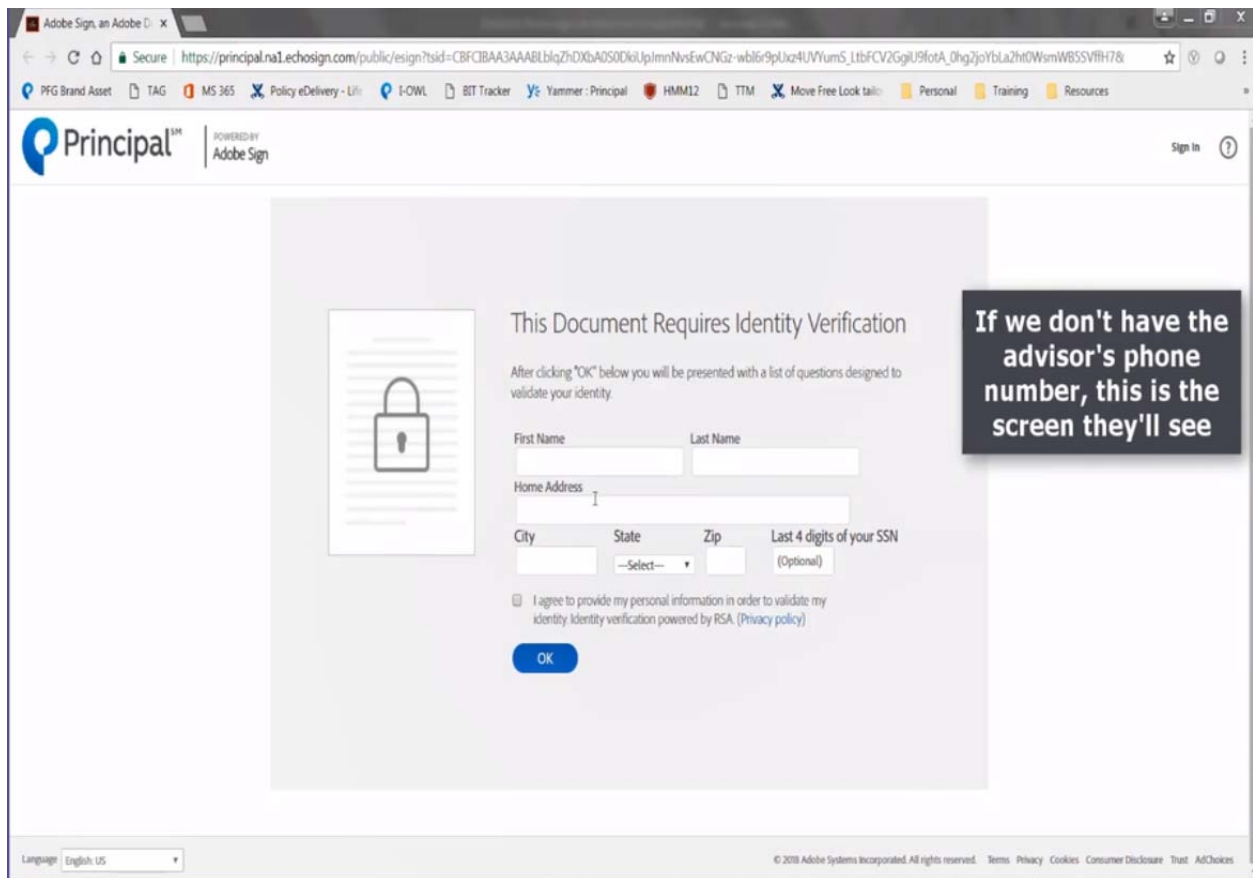 Adobe Sign, an Adobe D
Secure https://principal.na1.echosign.com/public/esign?tsid=
PFG Brand Asset TAG MS 365 Policy eDelivery - Life I-OWL BIT Tracker Yammer : Principal HMM12 TTM Move Free Look tailo Personal Training Resources
Principal℠ POWERED BY
Adobe Sign
Sign In
This Document Requires Identity Verification
After clicking "OK" below you will be presented with a list of questions designed to
validate your identity.
First Name Last Name
Home Address
City State Zip Last 4 digits of your SSN
---Select--- (Optional)
I agree to provide my personal information in order to validate my
identity. Identity verification powered by RSA. (Privacy policy)
OK
If we don't have the
advisor's phone
number, this is the
screen they'll see
Language English: US
© 2018 Adobe Systems Incorporated. All rights reserved. Terms Privacy Cookies Consumer Disclosure Trust AdChoices